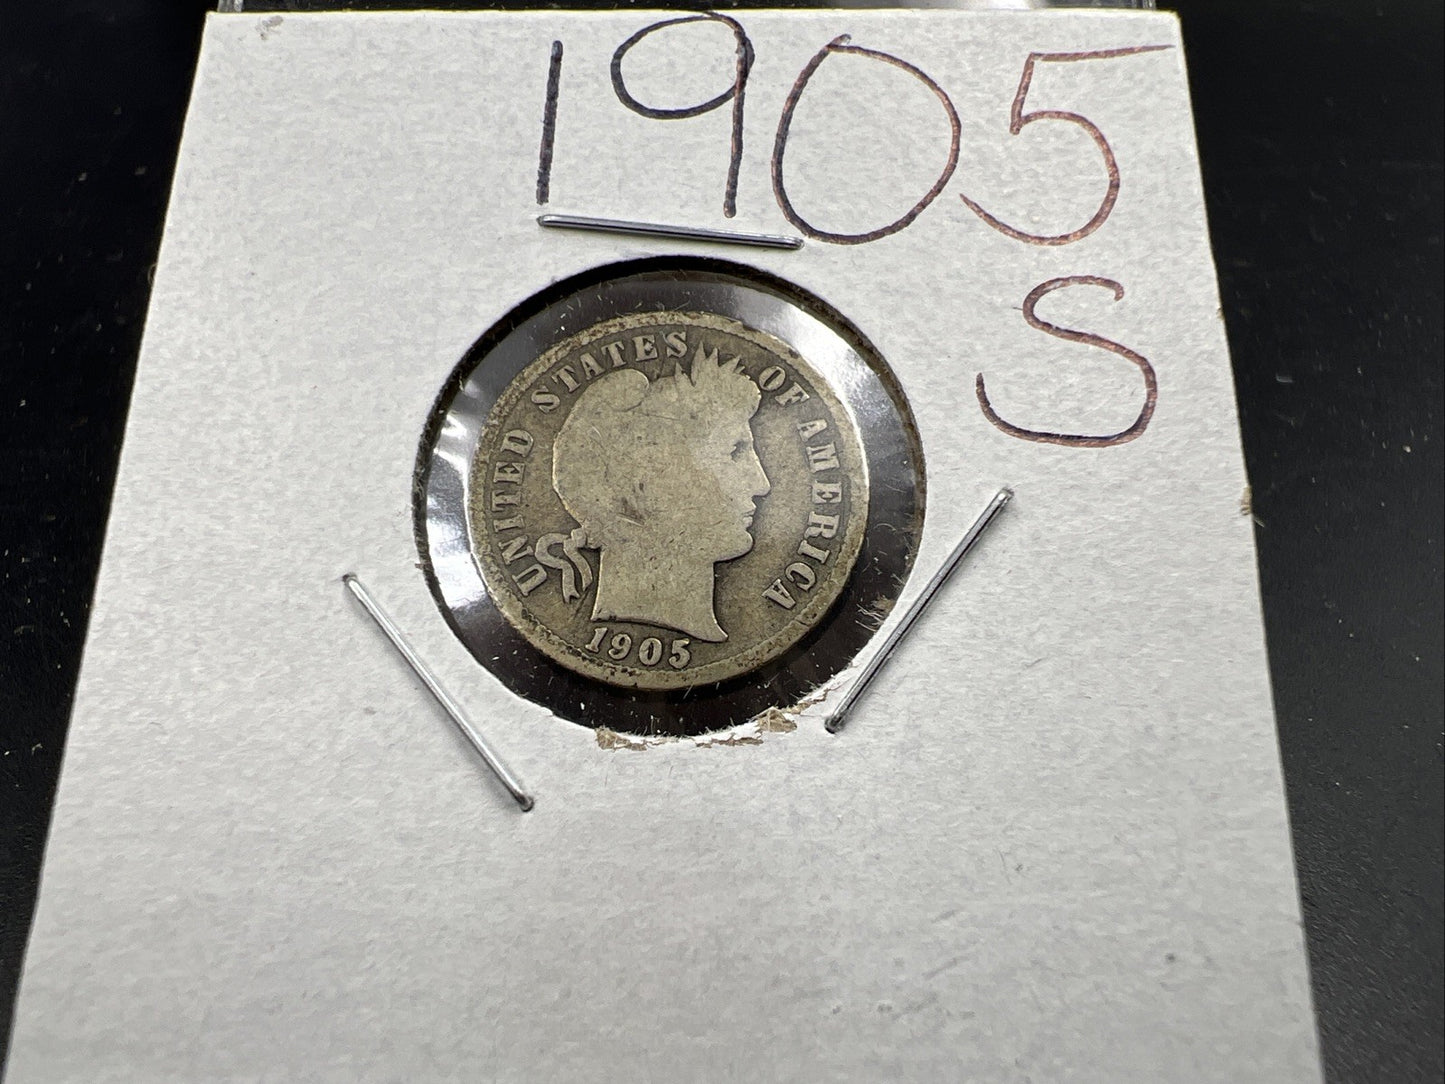 1905
S
UNITED STATES OF AMERICA
1905